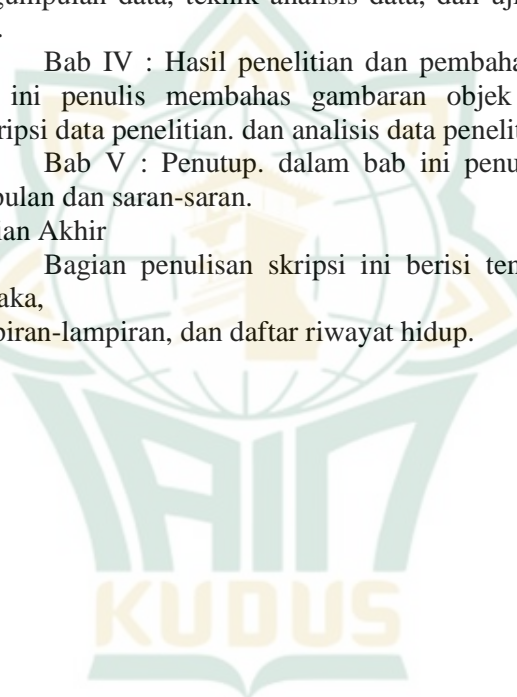 gumpulan data, teknik analisis data, dan uji
Bab IV : Hasil penelitian dan pembaha
ini penulis membahas gambaran objek
ripsi data penelitian. dan analisis data penelit
Bab V : Penutup. dalam bab ini penu
pulan dan saran-saran.
ian Akhir
Bagian penulisan skripsi ini berisi ten
aka,
piran-lampiran, dan daftar riwayat hidup.
IAIN
KUDUS